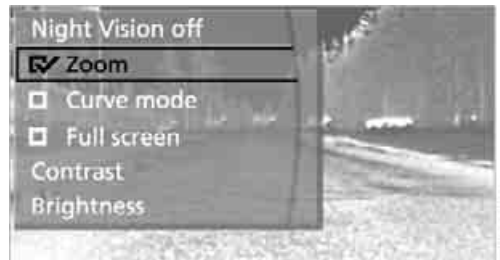 Night Vision off
Zoom
Curve mode
Full screen
Contrast
Brightness